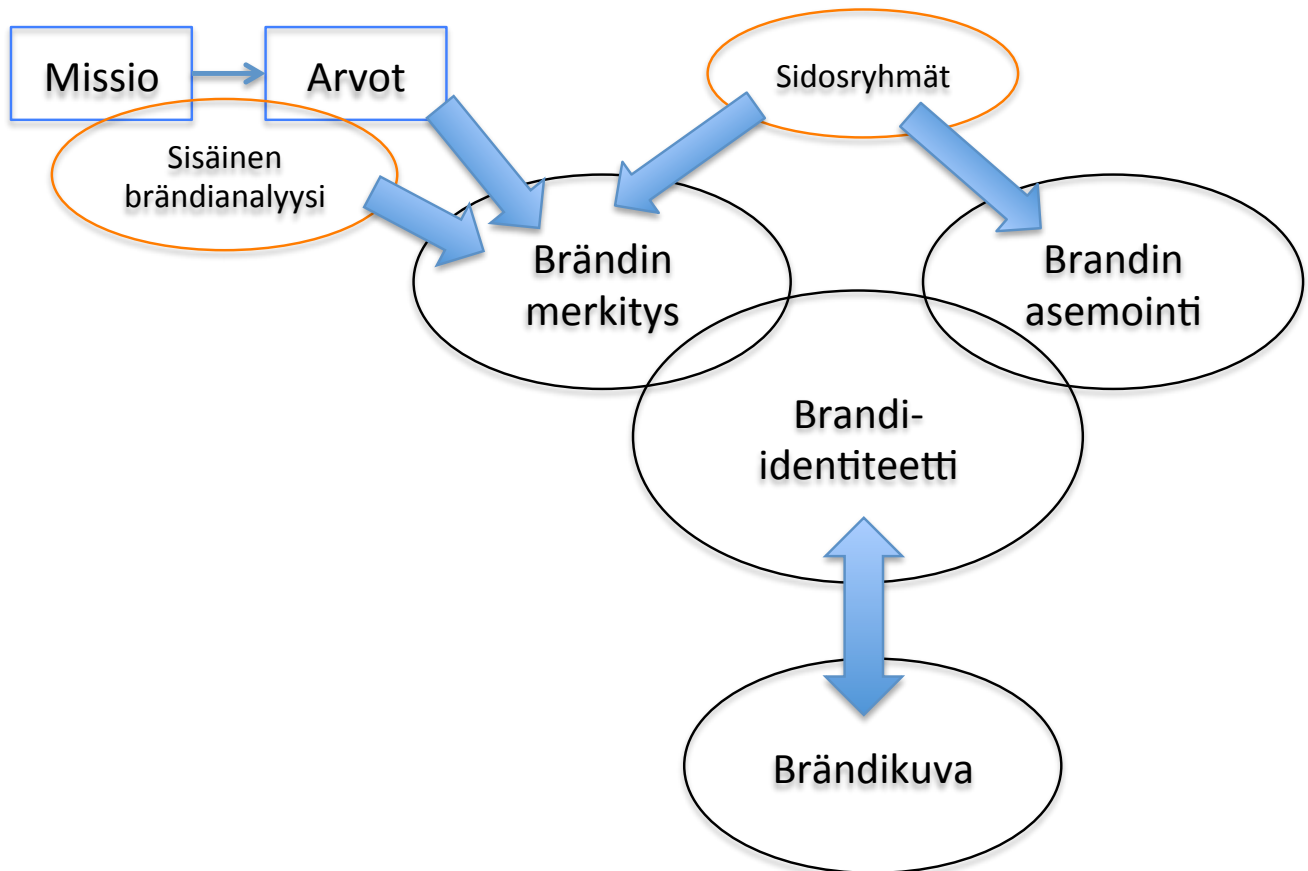 Missio
Arvot
Sidosryhmät
Sisäinen
brändianalyysi
Brändin
merkitys
Brandin
asemointi
Brandi-
identiteetti
Brändikuva